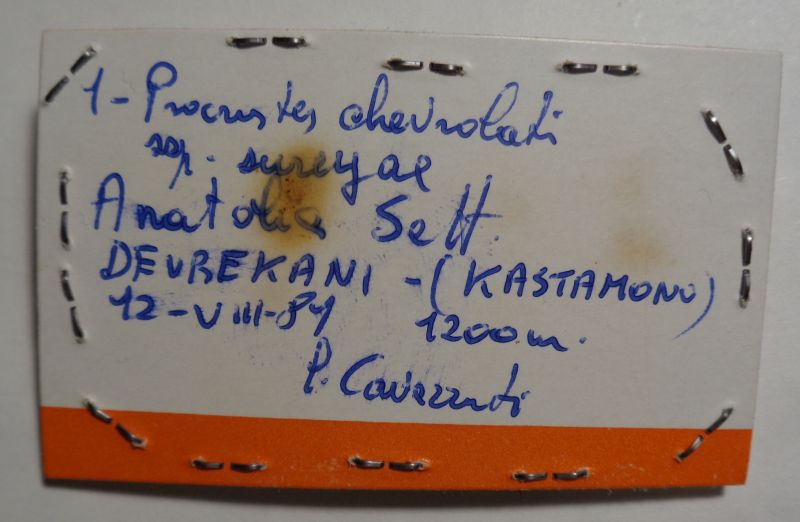 1 - Procrustes chevrolati
ssp. sureyae
Anatolia Sett.
DEVREKANI - (KASTAMONU)
12-VIII-84 1200 m.
P. Cavazzuti